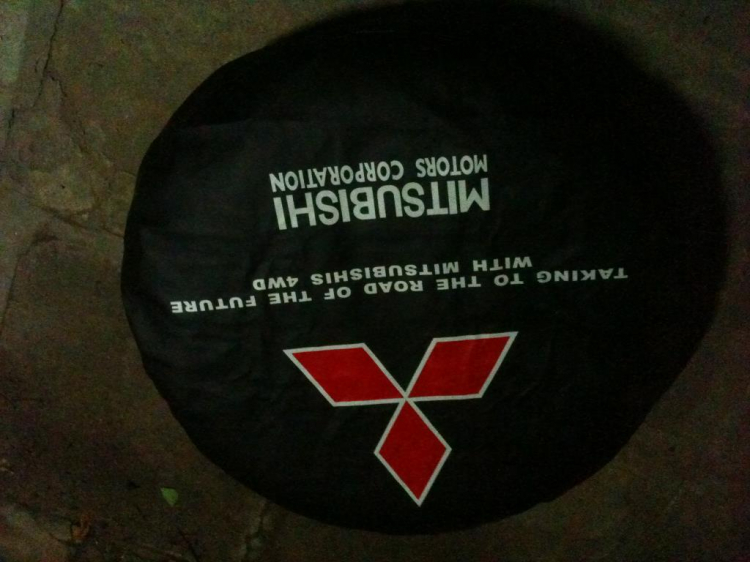 TAKING TO THE ROAD OF THE FUTURE
WITH MITSUBISHIS 4WD
MITSUBISHI
MOTORS CORPORATION